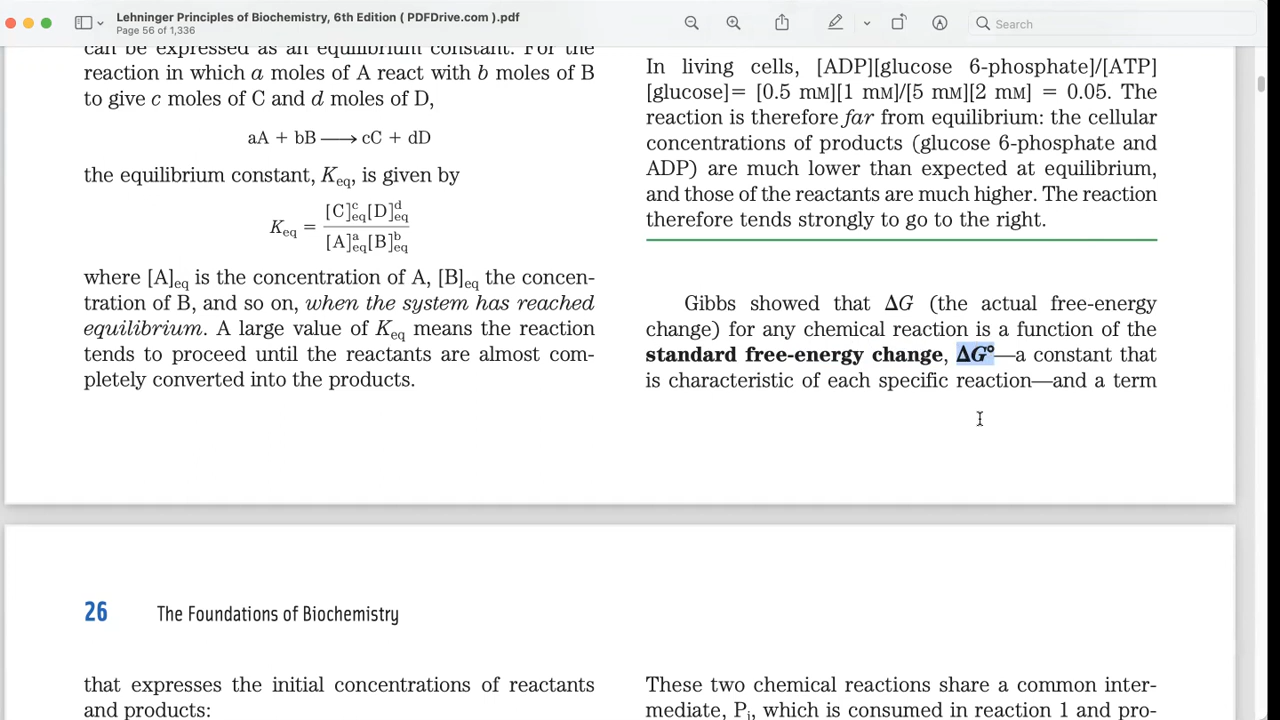 Lehninger Principles of Biochemistry, 6th Edition ( PDFDrive.com ).pdf
Page 56 of 1,336
Search
can be expressed as an equilibrium constant. For the
reaction in which a moles of A react with b moles of B
to give c moles of C and d moles of D,
aA + bB ⟶ cC + dD
the equilibrium constant, Keq, is given by
Keq = [C]ᶜeq[D]ᵈeq / [A]ᵃeq[B]ᵇeq
where [A]eq is the concentration of A, [B]eq the concen-
tration of B, and so on, when the system has reached
equilibrium. A large value of Keq means the reaction
tends to proceed until the reactants are almost com-
pletely converted into the products.
In living cells, [ADP][glucose 6-phosphate]/[ATP]
[glucose]= [0.5 mM][1 mM]/[5 mM][2 mM] = 0.05. The
reaction is therefore far from equilibrium: the cellular
concentrations of products (glucose 6-phosphate and
ADP) are much lower than expected at equilibrium,
and those of the reactants are much higher. The reaction
therefore tends strongly to go to the right.
Gibbs showed that ΔG (the actual free-energy
change) for any chemical reaction is a function of the
standard free-energy change, ΔG°—a constant that
is characteristic of each specific reaction—and a term
26 The Foundations of Biochemistry
that expresses the initial concentrations of reactants
and products:
These two chemical reactions share a common inter-
mediate, Pi, which is consumed in reaction 1 and pro-